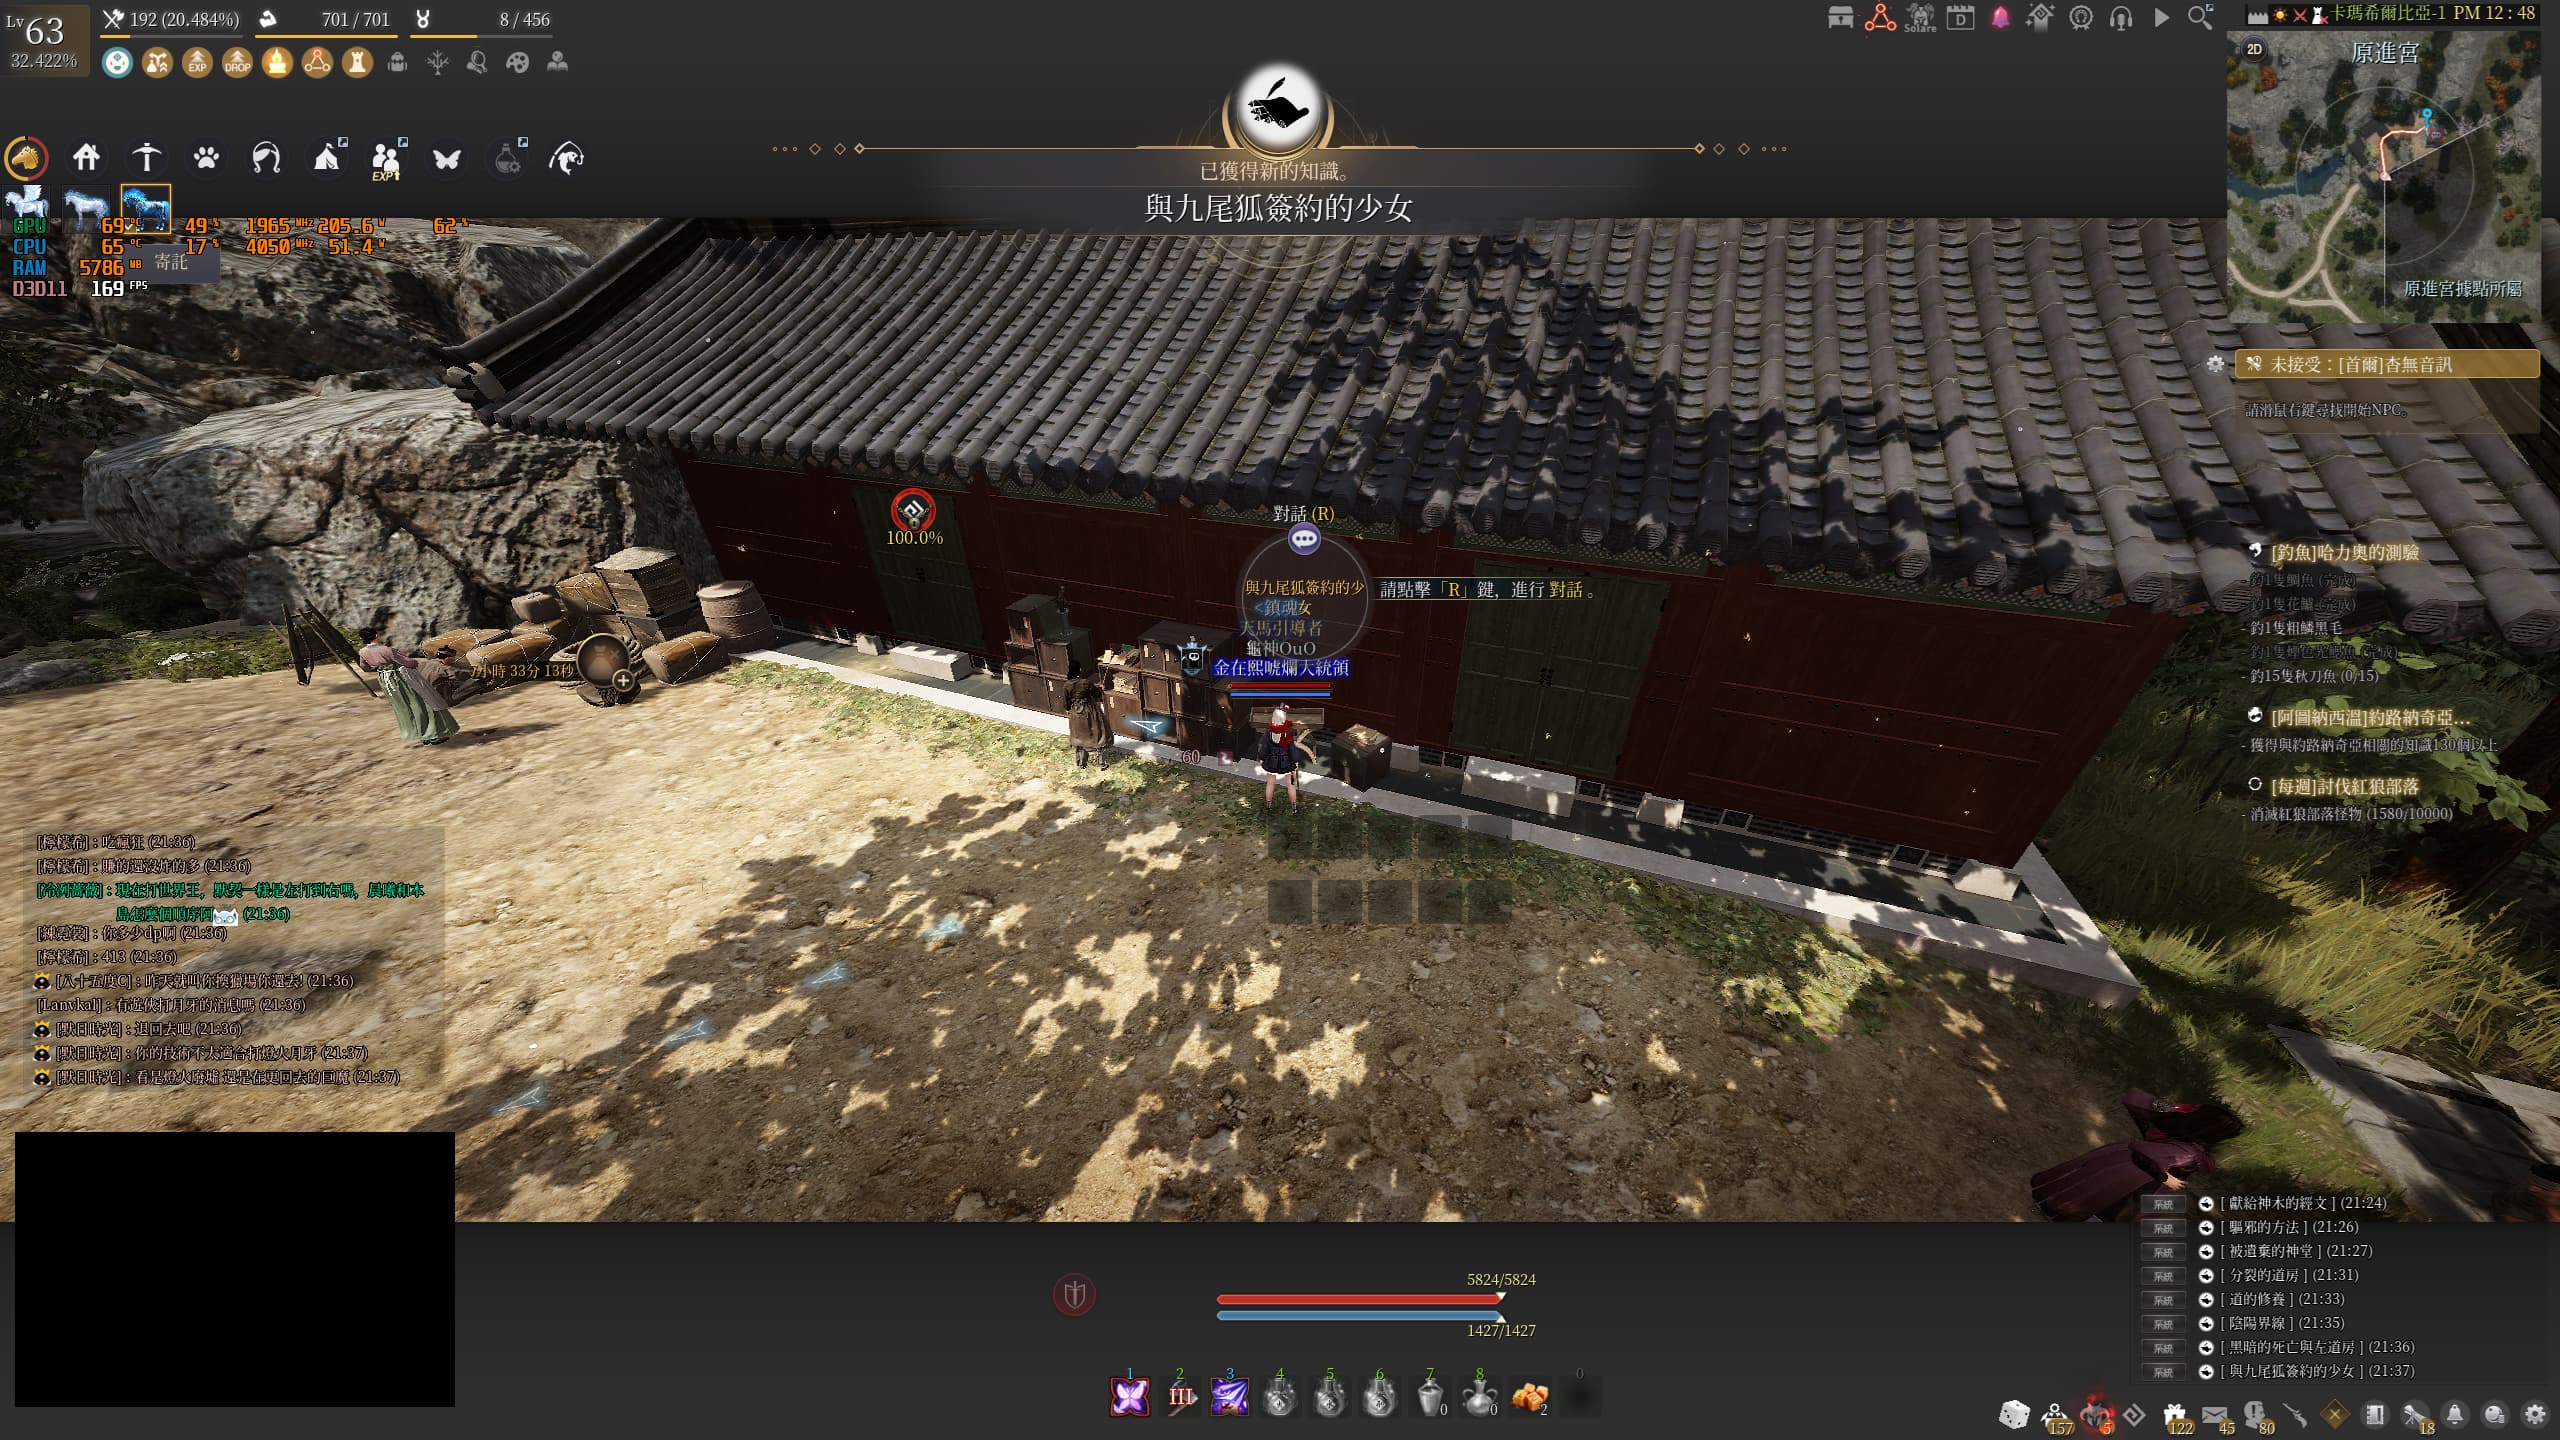 Lv 63
32.422%
192 (20.484%)
701 / 701
8 / 456
EXP
DROP
EXP
GPU 69 °C 49 % 1965 MHz 205.6 W 62 %
CPU 65 °C 17 % 4050 MHz 51.4 W
RAM 5786 MB
D3D11 169 FPS
寄託
已獲得新的知識。
與九尾狐簽約的少女
Solare
D
卡瑪希爾比亞-1 PM 12 : 48
2D
原進宮
原進宮據點所屬
未接受 : [首爾]杳無音訊
請滑鼠右鍵尋找開始NPC。
[釣魚]哈力奧的測驗
- 釣1隻鯛魚 (完成)
- 釣1隻花鱸 (完成)
- 釣1隻粗鱗黑毛
- 釣15隻秋刀魚 (0/15)
[阿圖納西溫]約路納奇亞...
- 獲得與約路納奇亞相關的知識130個以上
[每週]討伐紅狼部落
- 消滅紅狼部落怪物 (1580/10000)
100.0%
對話 (R)
與九尾狐簽約的少女
請點擊「R」鍵，進行 對話 。
<鎮魂
天馬引導者
龜神OuO
金在熙唬爛大統領
7小時 33分 13秒
60
[檸檬希] : 吃瘋狂 (21:36)
[檸檬希] : 賺的還沒炸的多 (21:36)
[冷冽薔薇] : 現在打世界王，默契一樣是左打到右嗎，晨曦和本
島怎麼個順序阿 (21:36)
你多少dp啊 (21:36)
[檸檬希] : 413 (21:36)
[八十五度C] : 昨天就叫你換獵場你還去! (21:36)
[Lanvkal] : 有遊俠打月牙的消息嗎 (21:36)
[默日時光] : 退回去吧 (21:36)
[默日時光] : 你的技術不太適合打燈火月牙 (21:37)
[默日時光] : 看是燈火廢墟 還是在更回去的巨魔 (21:37)
5824/5824
1427/1427
1 2 3 4 5 6 7 8 0
III
0 0 2
系統 [ 獻給神木的經文 ] (21:24)
系統 [ 驅邪的方法 ] (21:26)
系統 [ 被遺棄的神堂 ] (21:27)
系統 [ 分裂的道房 ] (21:31)
系統 [ 道的修養 ] (21:33)
系統 [ 陰陽界線 ] (21:35)
系統 [ 黑暗的死亡與左道房 ] (21:36)
系統 [ 與九尾狐簽約的少女 ] (21:37)
157 5 122 45 80 18